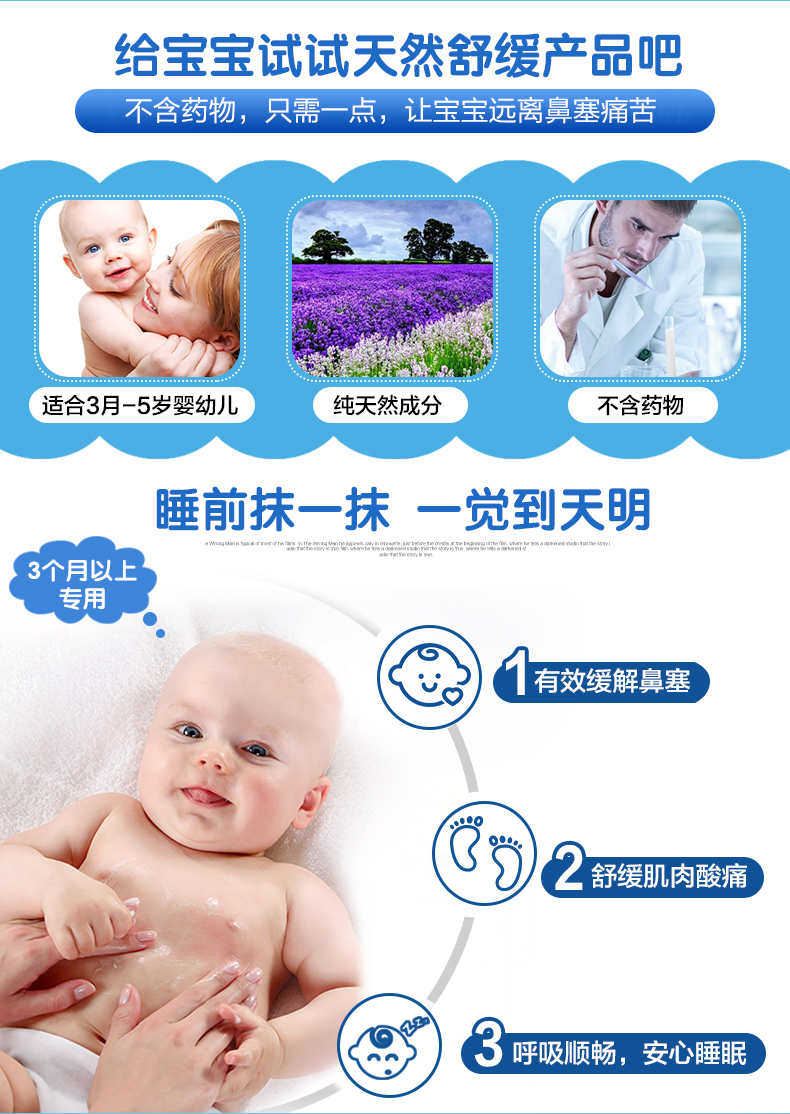 给宝宝试试天然舒缓产品吧
不含药物，只需一点，让宝宝远离鼻塞痛苦
适合3月-5岁婴幼儿
纯天然成分
不含药物
睡前抹一抹 一觉到天明
3个月以上
专用
1有效缓解鼻塞
2舒缓肌肉酸痛
ZZ
3呼吸顺畅，安心睡眠